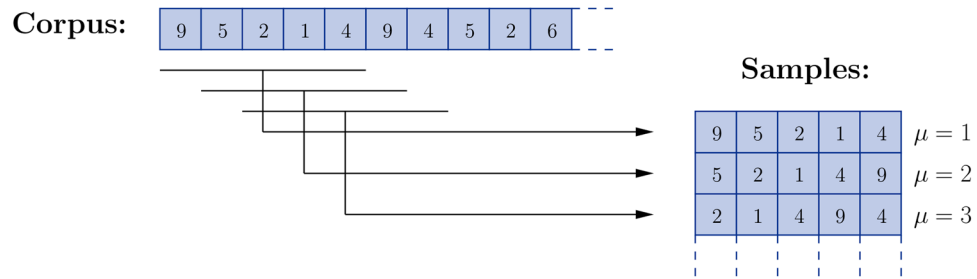 Corpus: 9 5 2 1 4 9 4 5 2 6
Samples:
9 5 2 1 4 μ = 1
5 2 1 4 9 μ = 2
2 1 4 9 4 μ = 3